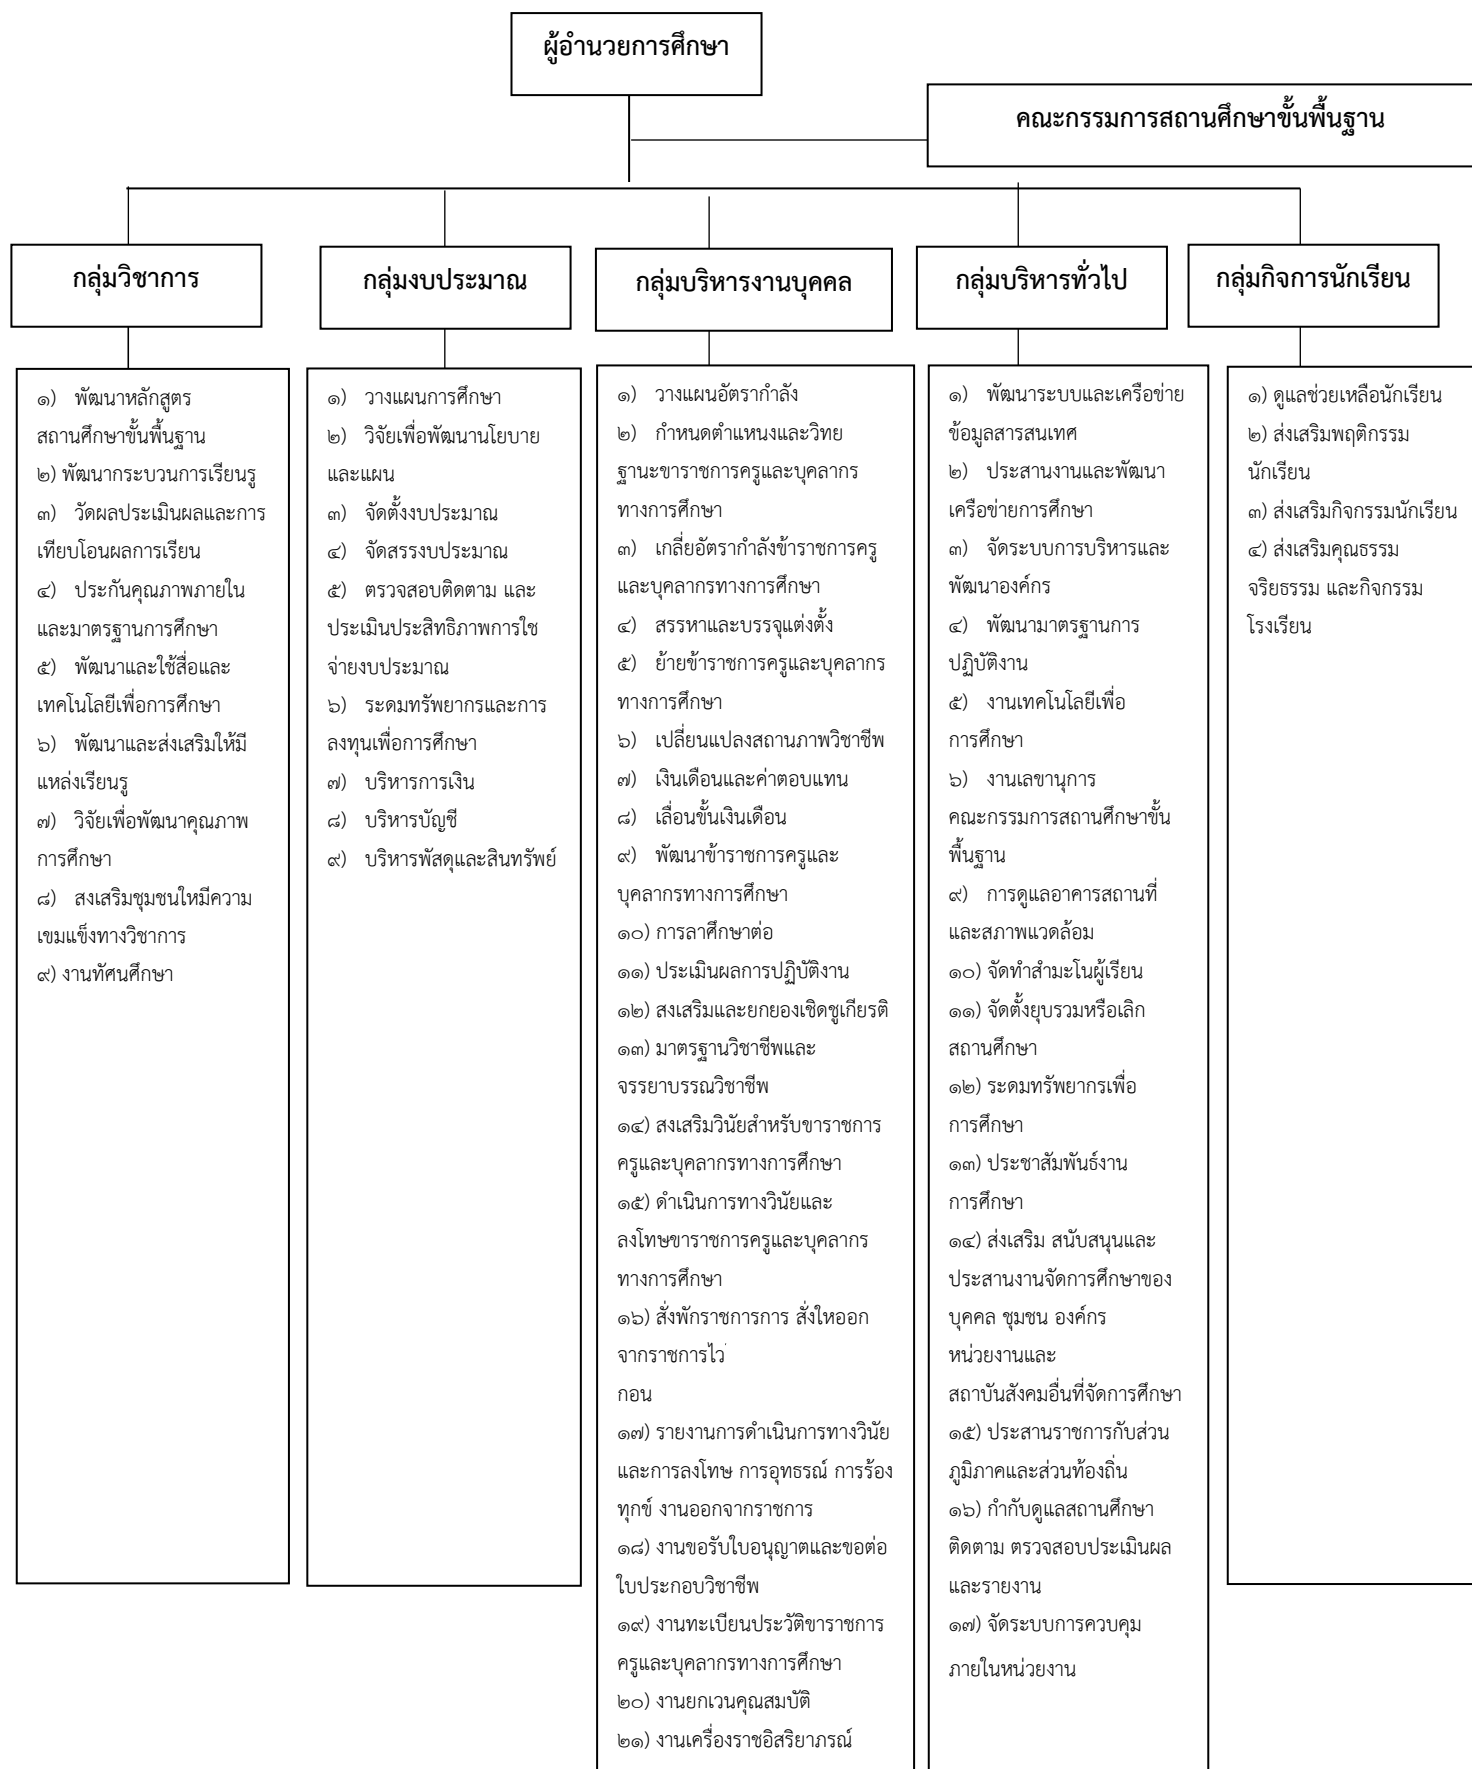 ผู้อำนวยการศึกษา
คณะกรรมการสถานศึกษาขั้นพื้นฐาน
กลุ่มวิชาการ
กลุ่มงบประมาณ
กลุ่มบริหารงานบุคคล
กลุ่มบริหารทั่วไป
กลุ่มกิจการนักเรียน
๑) พัฒนาหลักสูตร
สถานศึกษาขั้นพื้นฐาน
๒) พัฒนากระบวนการเรียนรู
๓) วัดผลประเมินผลและการ
เทียบโอนผลการเรียน
๔) ประกันคุณภาพภายใน
และมาตรฐานการศึกษา
๕) พัฒนาและใช้สื่อและ
เทคโนโลยีเพื่อการศึกษา
๖) พัฒนาและส่งเสริมให้มี
แหล่งเรียนรู
๗) วิจัยเพื่อพัฒนาคุณภาพ
การศึกษา
๘) สงเสริมชุมชนใหมีความ
เขมแข็งทางวิชาการ
๙) งานทัศนศึกษา
๑) วางแผนการศึกษา
๒) วิจัยเพื่อพัฒนานโยบาย
และแผน
๓) จัดตั้งงบประมาณ
๔) จัดสรรงบประมาณ
๕) ตรวจสอบติดตาม และ
ประเมินประสิทธิภาพการใช
จ่ายงบประมาณ
๖) ระดมทรัพยากรและการ
ลงทุนเพื่อการศึกษา
๗) บริหารการเงิน
๘) บริหารบัญชี
๙) บริหารพัสดุและสินทรัพย์
๑) วางแผนอัตรากำลัง
๒) กำหนดตำแหนงและวิทย
ฐานะขาราชการครูและบุคลากร
ทางการศึกษา
๓) เกลี่ยอัตรากำลังข้าราชการครู
และบุคลากรทางการศึกษา
๔) สรรหาและบรรจุแต่งตั้ง
๕) ย้ายข้าราชการครูและบุคลากร
ทางการศึกษา
๖) เปลี่ยนแปลงสถานภาพวิชาชีพ
๗) เงินเดือนและค่าตอบแทน
๘) เลื่อนขั้นเงินเดือน
๙) พัฒนาข้าราชการครูและ
บุคลากรทางการศึกษา
๑๐) การลาศึกษาต่อ
๑๑) ประเมินผลการปฏิบัติงาน
๑๒) สงเสริมและยกยองเชิดชูเกียรติ
๑๓) มาตรฐานวิชาชีพและ
จรรยาบรรณวิชาชีพ
๑๔) สงเสริมวินัยสำหรับขาราชการ
ครูและบุคลากรทางการศึกษา
๑๕) ดำเนินการทางวินัยและ
ลงโทษขาราชการครูและบุคลากร
ทางการศึกษา
๑๖) สั่งพักราชการการ สั่งใหออก
จากราชการไว่
กอน
๑๗) รายงานการดำเนินการทางวินัย
และการลงโทษ การอุทธรณ์ การร้อง
ทุกข์ งานออกจากราชการ
๑๘) งานขอรับใบอนุญาตและขอต่อ
ใบประกอบวิชาชีพ
๑๙) งานทะเบียนประวัติขาราชการ
ครูและบุคลากรทางการศึกษา
๒๐) งานยกเวนคุณสมบัติ
๒๑) งานเครื่องราชอิสริยาภรณ์
๑) พัฒนาระบบและเครือข่าย
ข้อมูลสารสนเทศ
๒) ประสานงานและพัฒนา
เครือข่ายการศึกษา
๓) จัดระบบการบริหารและ
พัฒนาองค์กร
๔) พัฒนามาตรฐานการ
ปฏิบัติงาน
๕) งานเทคโนโลยีเพื่อ
การศึกษา
๖) งานเลขานุการ
คณะกรรมการสถานศึกษาขั้น
พื้นฐาน
๙) การดูแลอาคารสถานที่
และสภาพแวดล้อม
๑๐) จัดทำสำมะโนผู้เรียน
๑๑) จัดตั้งยุบรวมหรือเลิก
สถานศึกษา
๑๒) ระดมทรัพยากรเพื่อ
การศึกษา
๑๓) ประชาสัมพันธ์งาน
การศึกษา
๑๔) ส่งเสริม สนับสนุนและ
ประสานงานจัดการศึกษาของ
บุคคล ชุมชน องค์กร
หน่วยงานและ
สถาบันสังคมอื่นที่จัดการศึกษา
๑๕) ประสานราชการกับส่วน
ภูมิภาคและส่วนท้องถิ่น
๑๖) กำกับดูแลสถานศึกษา
ติดตาม ตรวจสอบประเมินผล
และรายงาน
๑๗) จัดระบบการควบคุม
ภายในหน่วยงาน
๑) ดูแลช่วยเหลือนักเรียน
๒) ส่งเสริมพฤติกรรม
นักเรียน
๓) ส่งเสริมกิจกรรมนักเรียน
๔) ส่งเสริมคุณธรรม
จริยธรรม และกิจกรรม
โรงเรียน